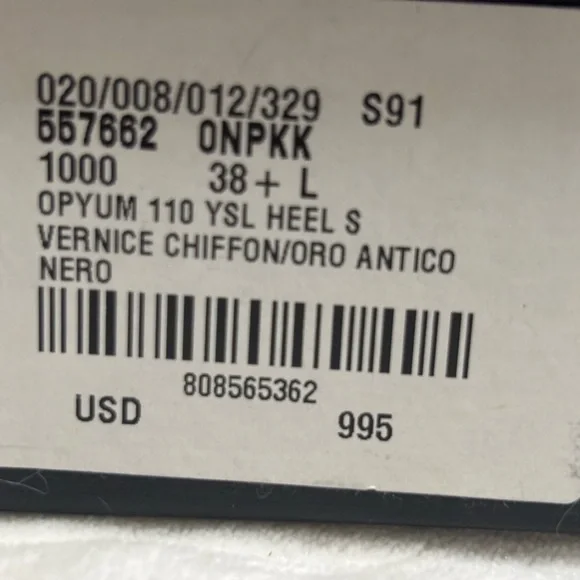 020/008/012/329 S91
557662 0NPKK
1000 38+ L
OPYUM 110 YSL HEEL S
VERNICE CHIFFON/ORO ANTICO
NERO
808565362
USD 995